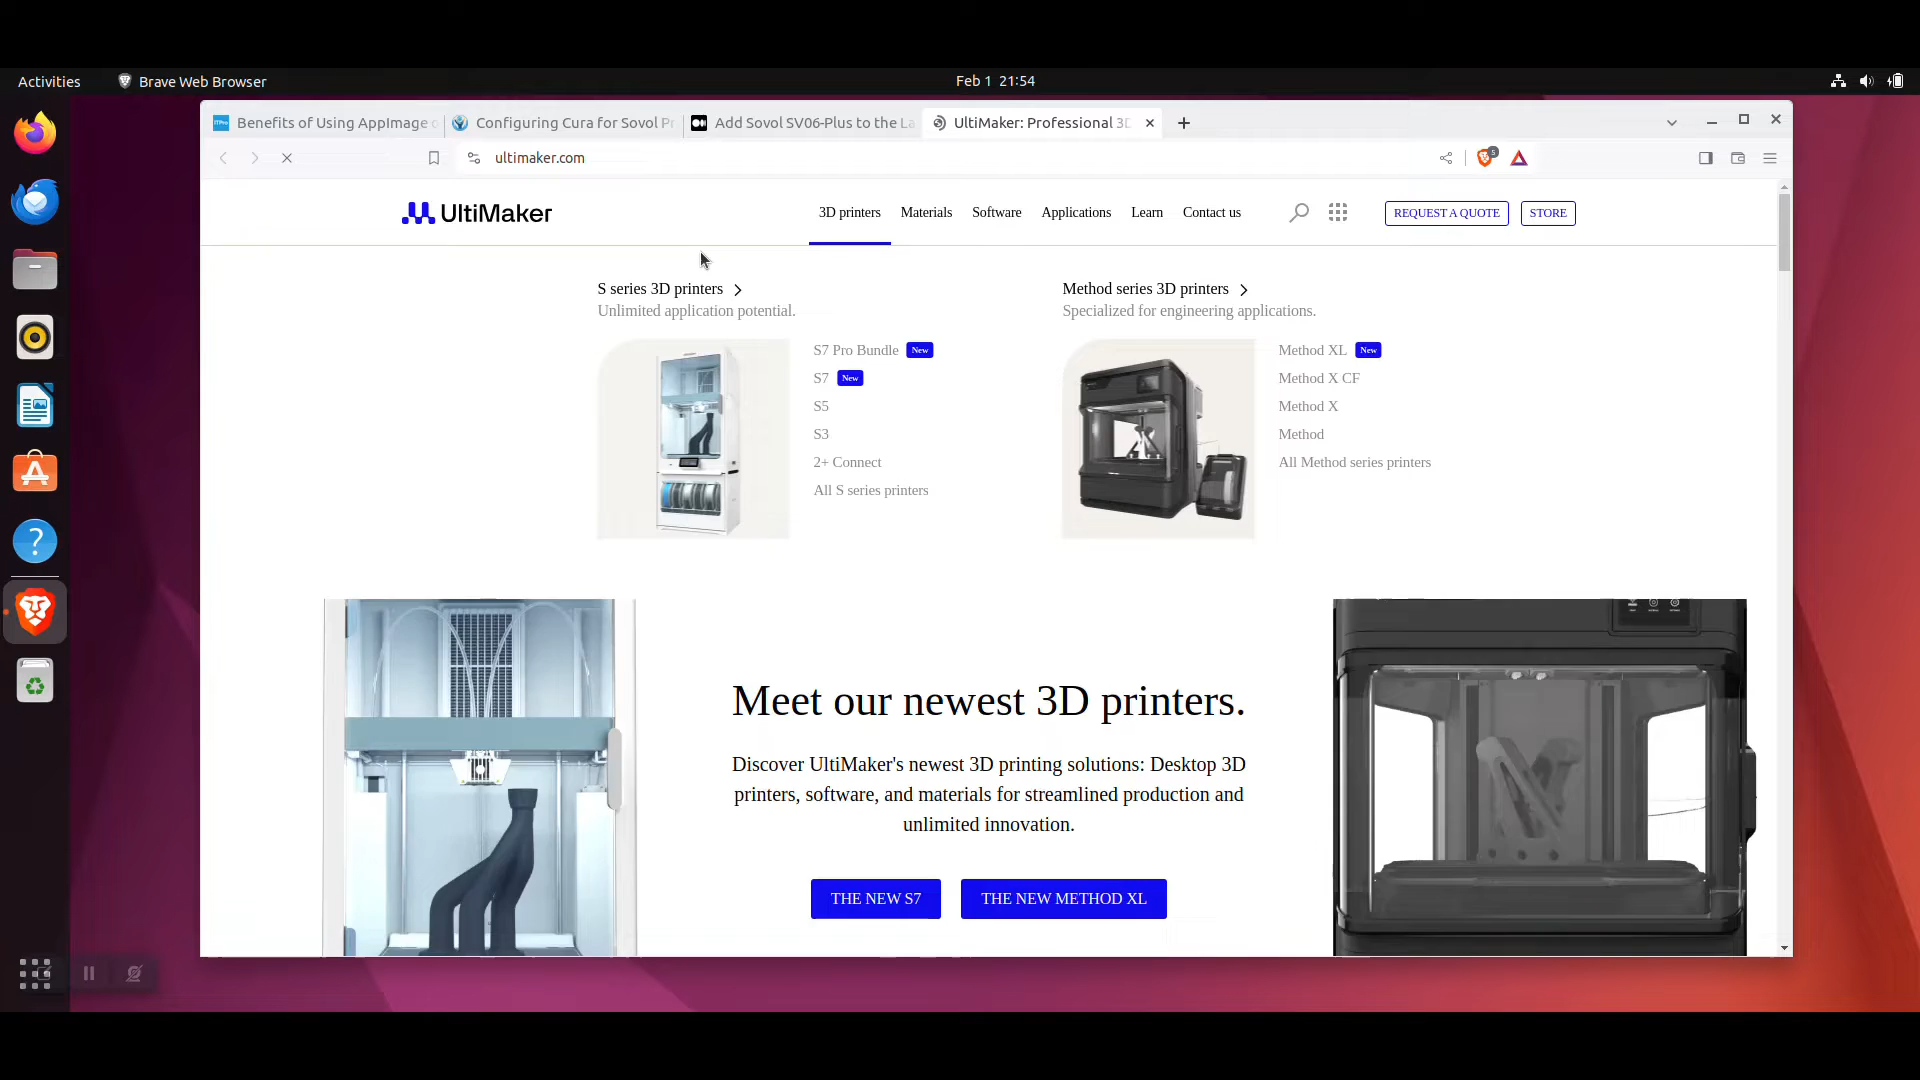 Activities
Brave Web Browser
Feb 1 21:54
ITPro
Benefits of Using AppImage o
Configuring Cura for Sovol Pr
Add Sovol SV06-Plus to the La
UltiMaker: Professional 3D
ultimaker.com
5
UltiMaker
3D printers
Materials
Software
Applications
Learn
Contact us
REQUEST A QUOTE
STORE
S series 3D printers
Unlimited application potential.
S7 Pro Bundle New
S7 New
S5
S3
2+ Connect
All S series printers
Method series 3D printers
Specialized for engineering applications.
Method XL New
Method X CF
Method X
Method
All Method series printers
Meet our newest 3D printers.
Discover UltiMaker's newest 3D printing solutions: Desktop 3D
printers, software, and materials for streamlined production and
unlimited innovation.
THE NEW S7
THE NEW METHOD XL